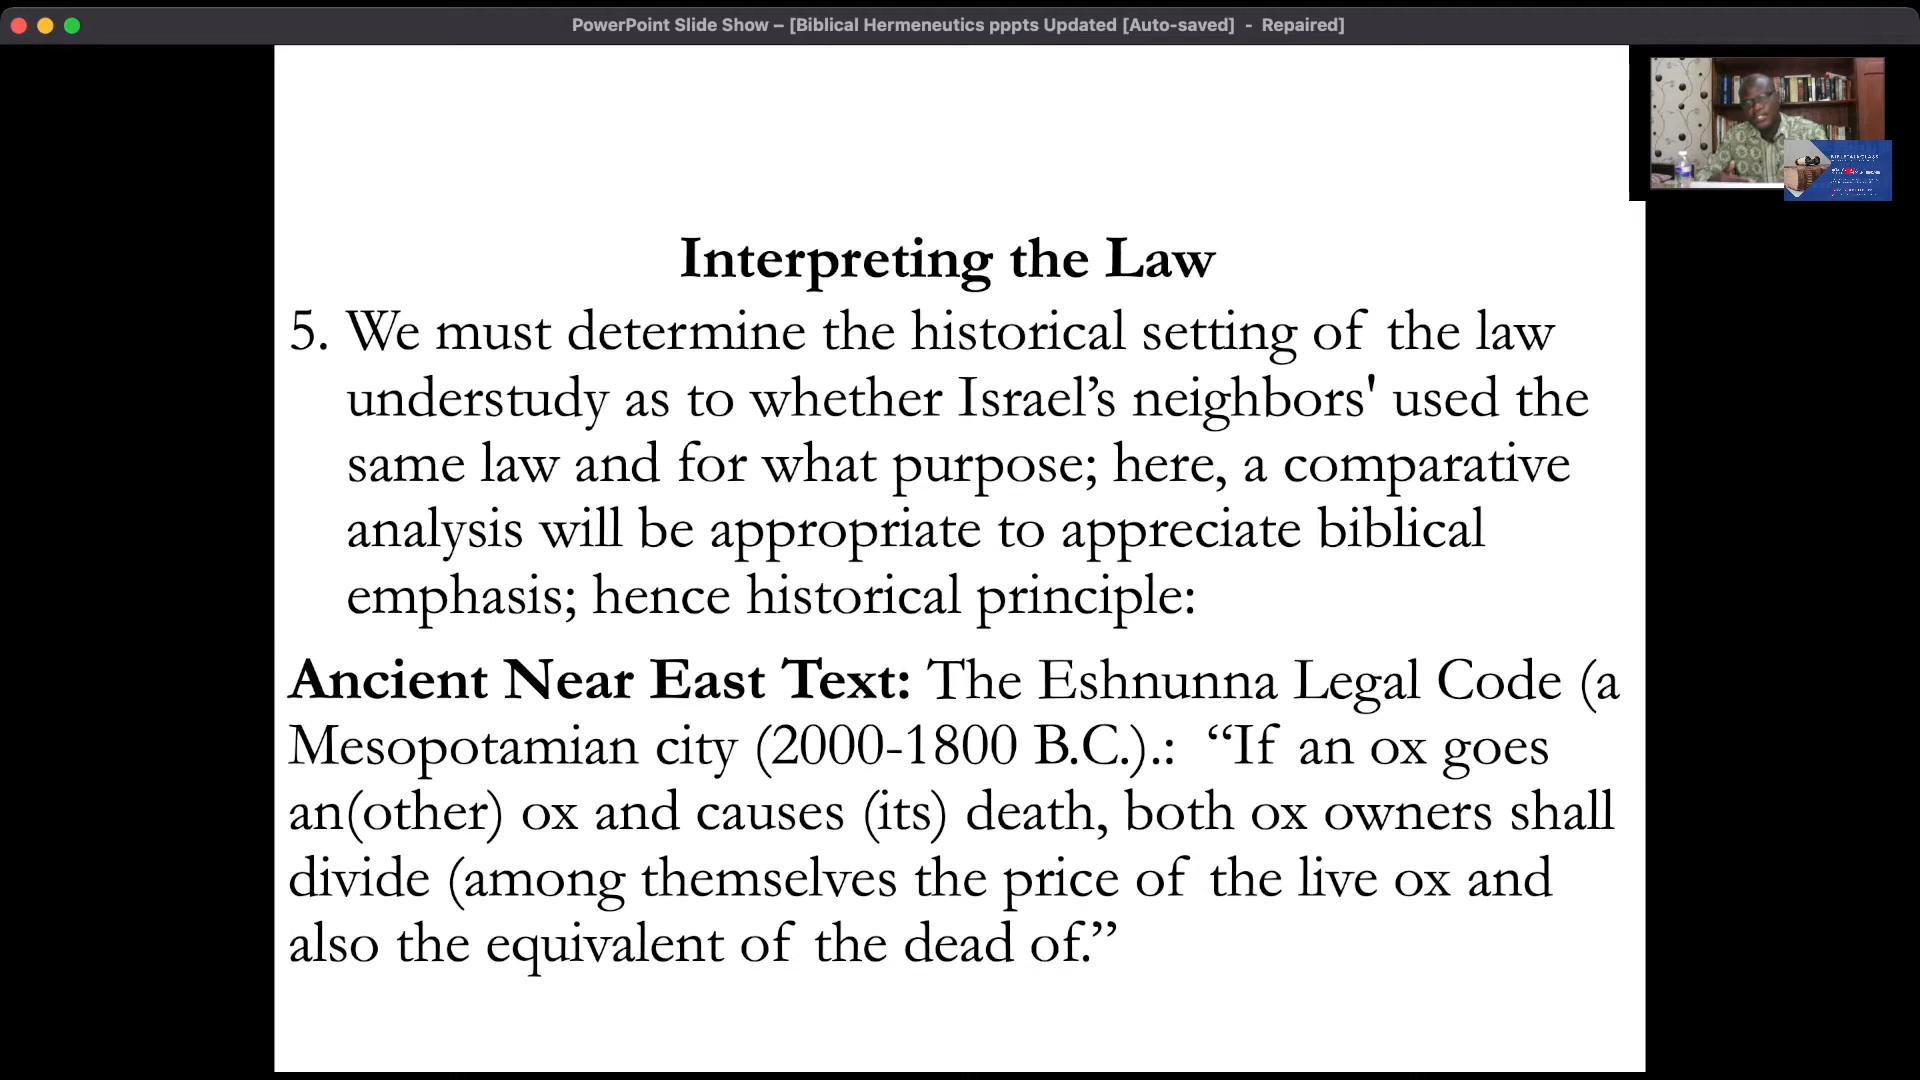 PowerPoint Slide Show – [Biblical Hermeneutics pppts Updated [Auto-saved]  -  Repaired]
Interpreting the Law
5. We must determine the historical setting of the law
understudy as to whether Israel’s neighbors' used the
same law and for what purpose; here, a comparative
analysis will be appropriate to appreciate biblical
emphasis; hence historical principle:
Ancient Near East Text: The Eshnunna Legal Code (a
Mesopotamian city (2000-1800 B.C.).: “If an ox goes
an(other) ox and causes (its) death, both ox owners shall
divide (among themselves the price of the live ox and
also the equivalent of the dead of.”